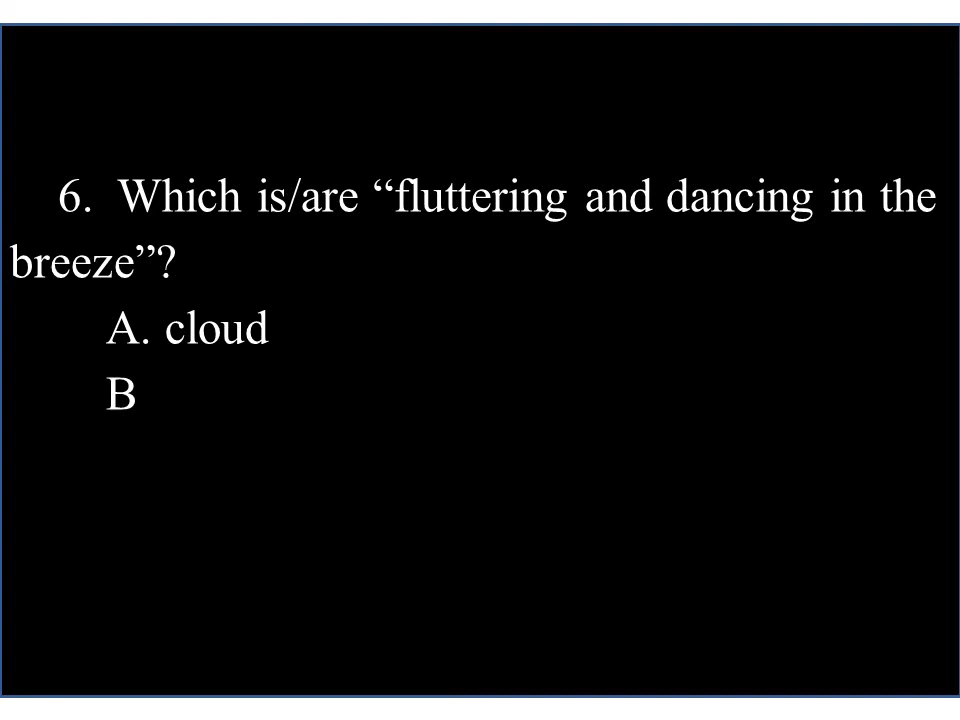 6. Which is/are “fluttering and dancing in the
breeze”?
A. cloud
B